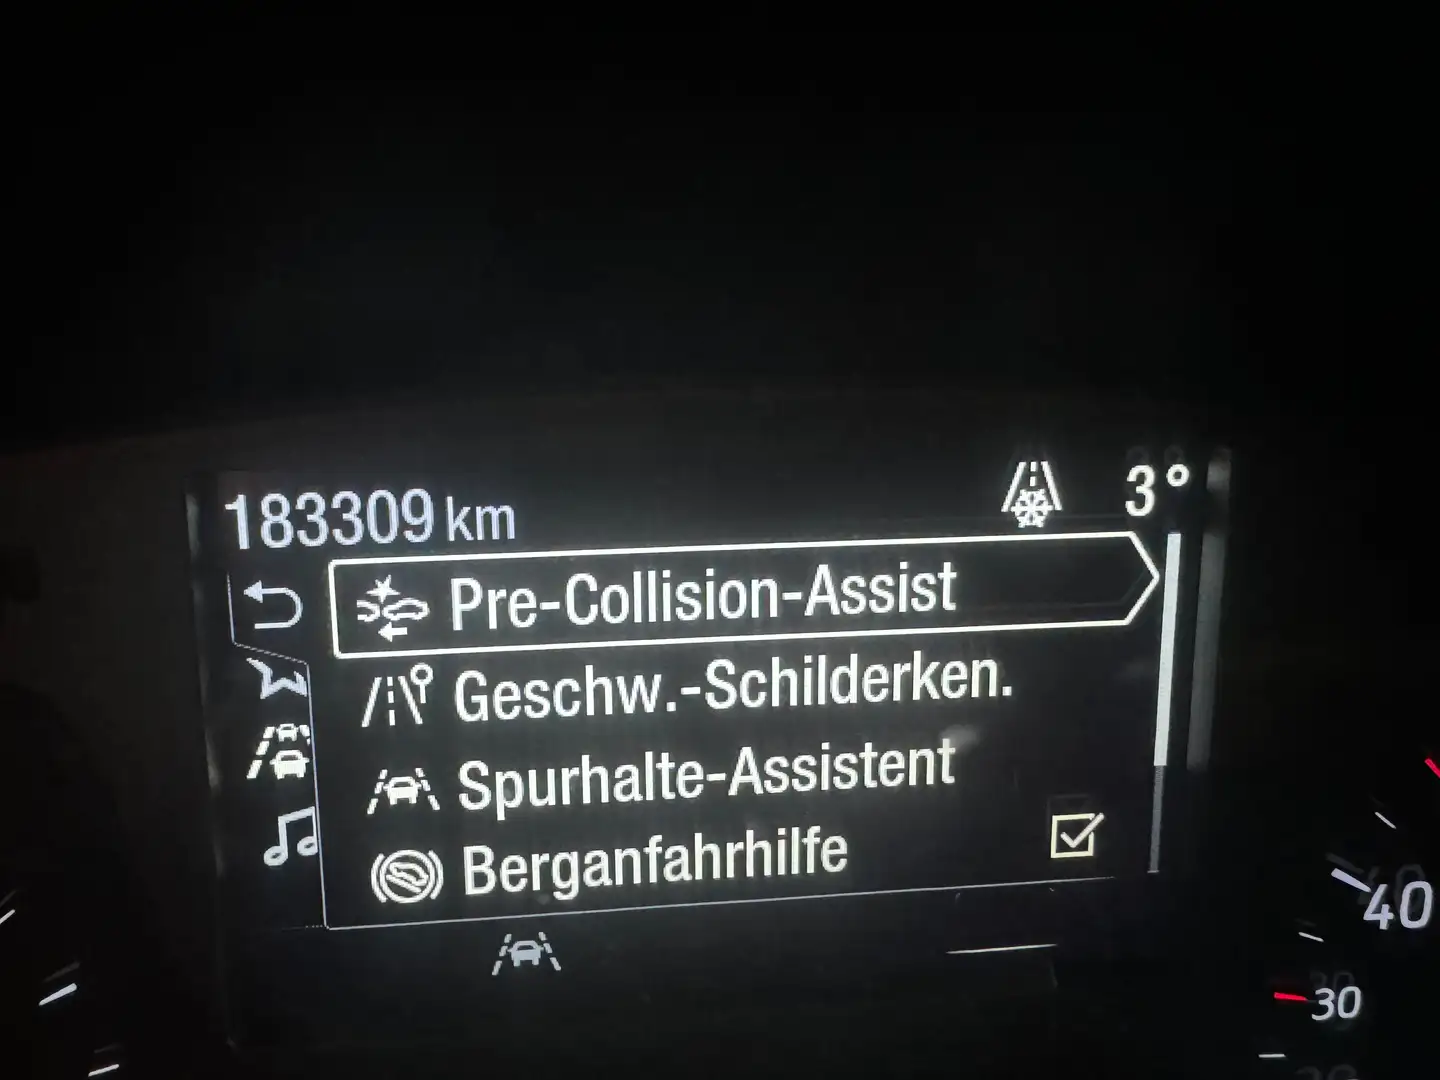 183309 km
3°
Pre-Collision-Assist
Geschw.-Schilderken.
Spurhalte-Assistent
Berganfahrhilfe
40
30